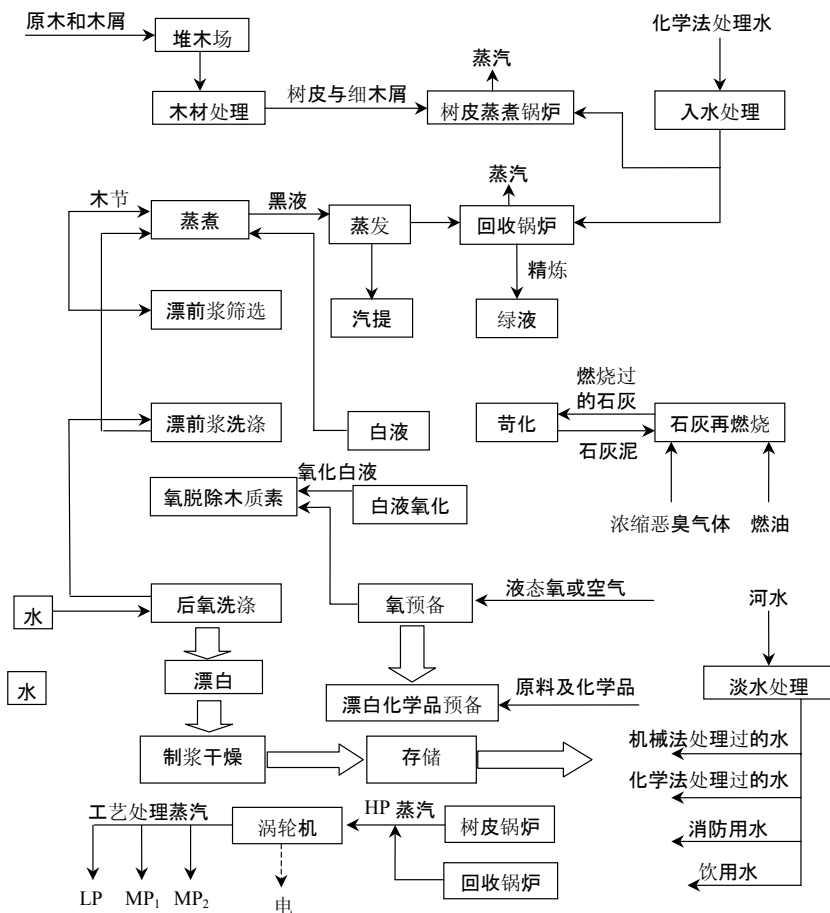 原木和木屑
堆木场
化学法处理水
蒸汽
木材处理
树皮与细木屑
树皮蒸煮锅炉
入水处理
木节
蒸煮
黑液
蒸发
蒸汽
回收锅炉
精炼
漂前浆筛选
汽提
绿液
漂前浆洗涤
白液
苛化
燃烧过
的石灰
石灰泥
石灰再燃烧
氧脱除木质素
氧化白液
白液氧化
浓缩恶臭气体
燃油
水
后氧洗涤
氧预备
液态氧或空气
河水
水
漂白
漂白化学品预备
原料及化学品
淡水处理
制浆干燥
存储
机械法处理过的水
化学法处理过的水
消防用水
饮用水
工艺处理蒸汽
涡轮机
HP 蒸汽
树皮锅炉
回收锅炉
LP
MP₁
MP₂
电